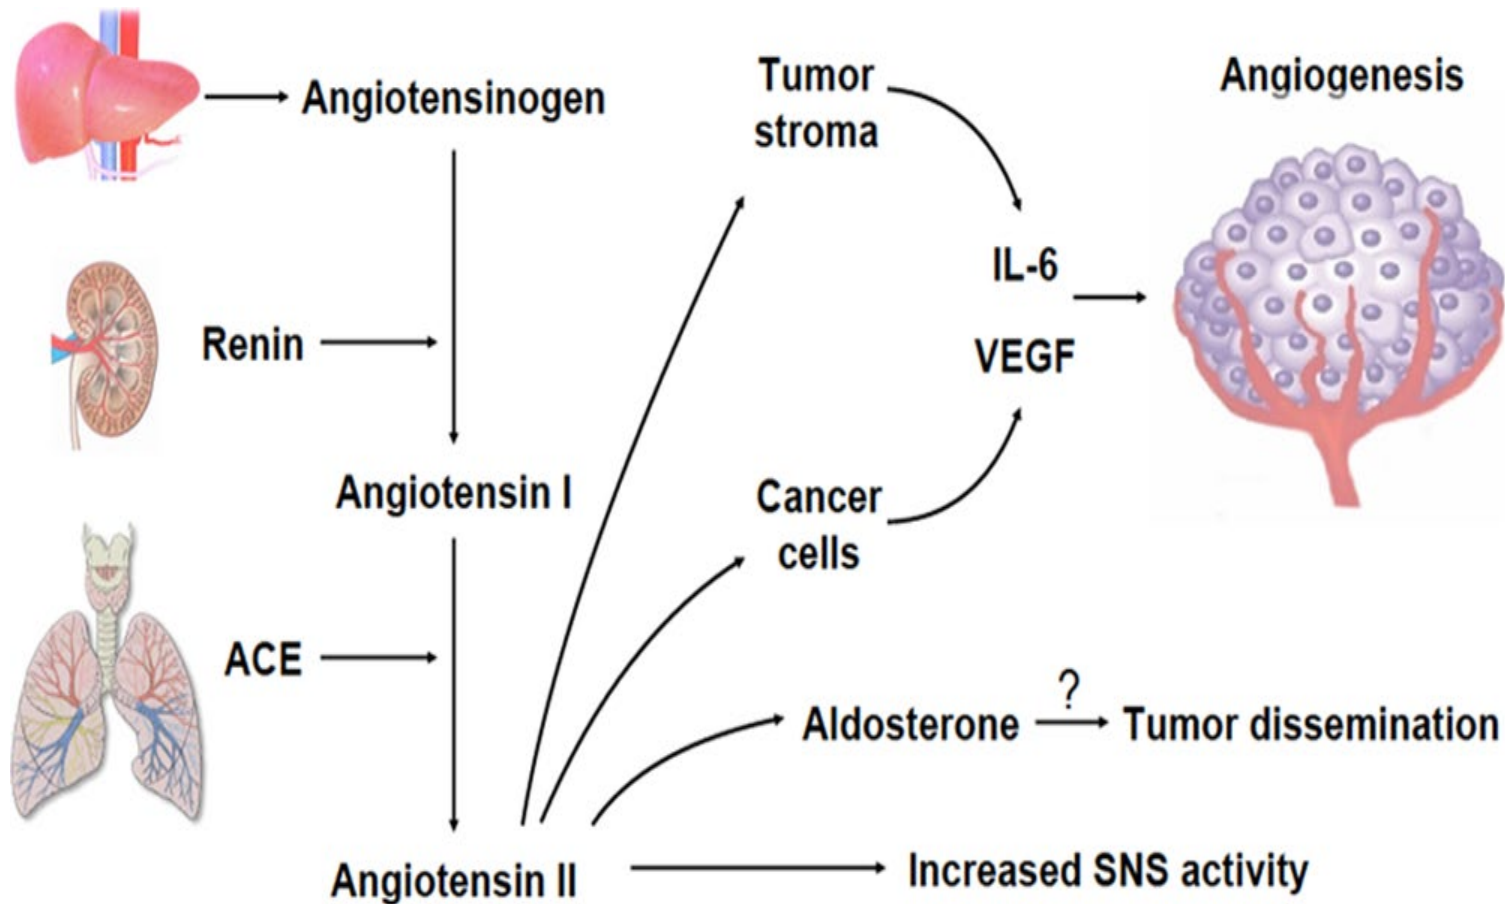 Angiotensinogen
Renin
Angiotensin I
ACE
Angiotensin II
Tumor
stroma
IL-6
VEGF
Angiogenesis
Cancer
cells
Aldosterone
?
Tumor dissemination
Increased SNS activity